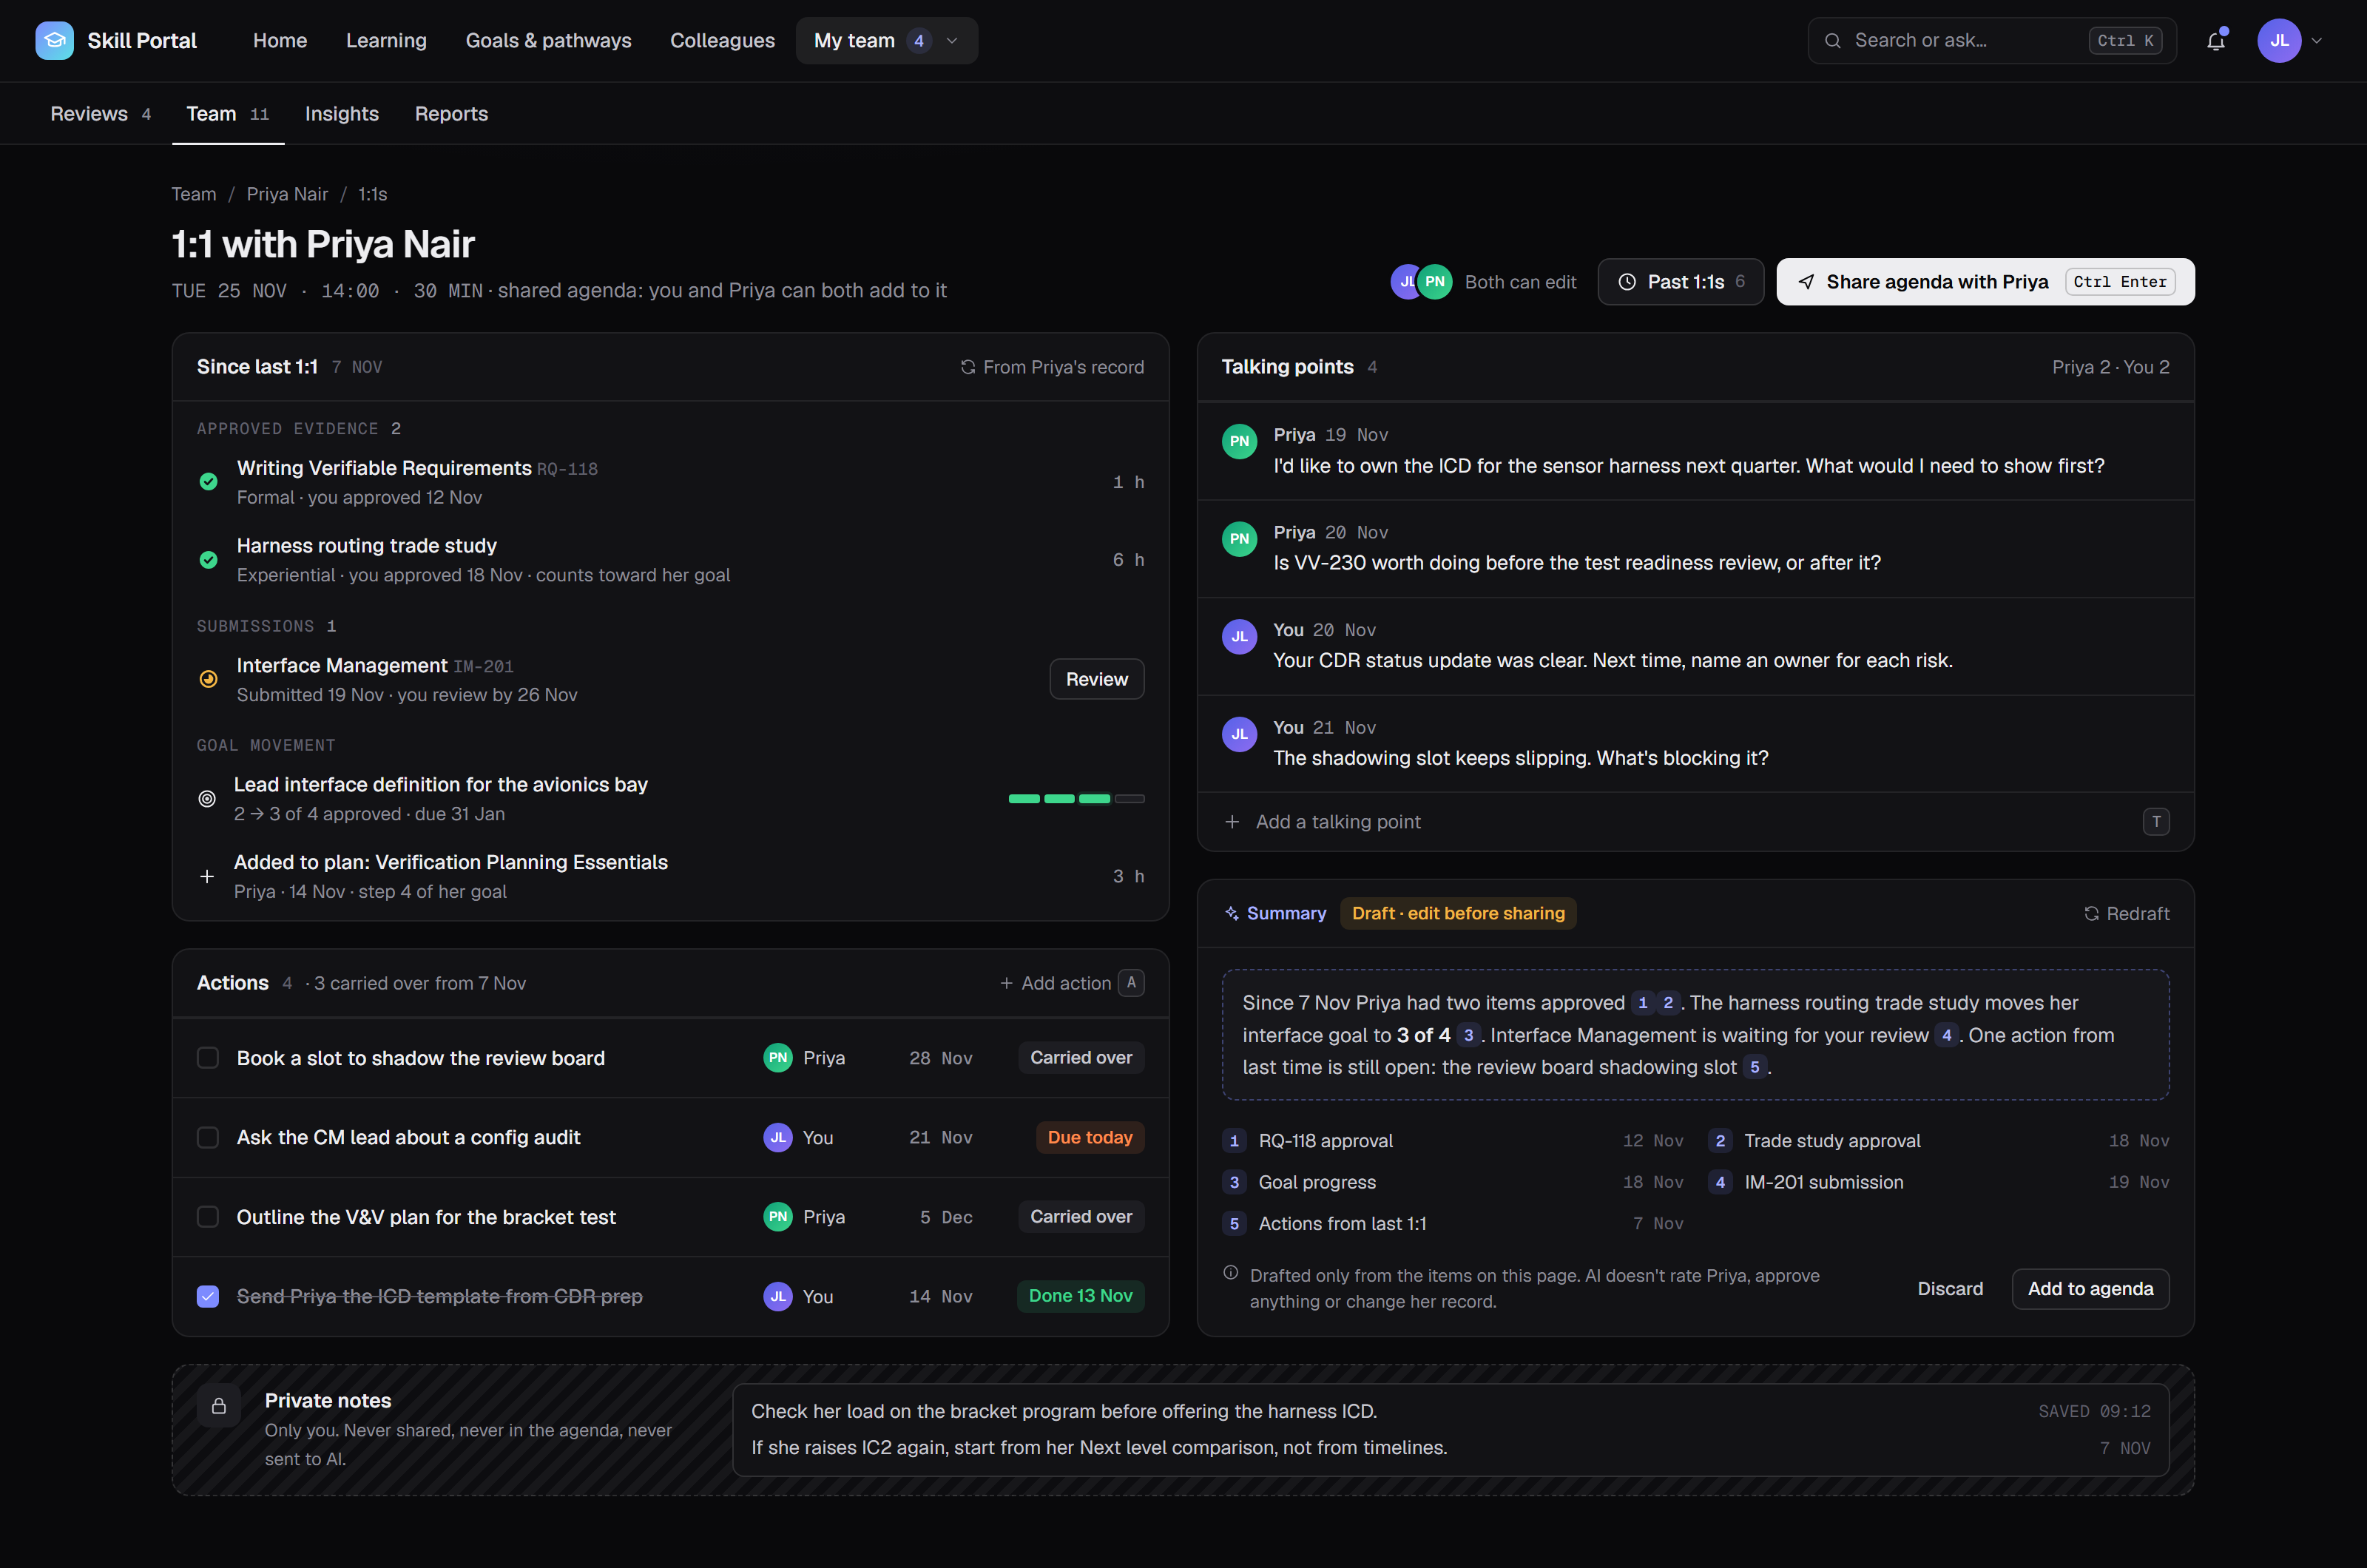 Skill Portal
Home
Learning
Goals & pathways
Colleagues
My team 4
Search or ask... Ctrl K
JL
Reviews 4
Team 11
Insights
Reports
Team / Priya Nair / 1:1s
1:1 with Priya Nair
TUE 25 NOV · 14:00 · 30 MIN · shared agenda: you and Priya can both add to it
JL PN Both can edit
Past 1:1s 6
Share agenda with Priya Ctrl Enter
Since last 1:1 7 NOV
From Priya's record
APPROVED EVIDENCE 2
Writing Verifiable Requirements RQ-118
Formal · you approved 12 Nov
1 h
Harness routing trade study
Experiential · you approved 18 Nov · counts toward her goal
6 h
SUBMISSIONS 1
Interface Management IM-201
Submitted 19 Nov · you review by 26 Nov
Review
GOAL MOVEMENT
Lead interface definition for the avionics bay
2 → 3 of 4 approved · due 31 Jan
Added to plan: Verification Planning Essentials
Priya · 14 Nov · step 4 of her goal
3 h
Actions 4 · 3 carried over from 7 Nov
+ Add action A
Book a slot to shadow the review board PN Priya 28 Nov Carried over
Ask the CM lead about a config audit JL You 21 Nov Due today
Outline the V&V plan for the bracket test PN Priya 5 Dec Carried over
Send Priya the ICD template from CDR prep JL You 14 Nov Done 13 Nov
Talking points 4
Priya 2 · You 2
PN Priya 19 Nov
I'd like to own the ICD for the sensor harness next quarter. What would I need to show first?
PN Priya 20 Nov
Is VV-230 worth doing before the test readiness review, or after it?
JL You 20 Nov
Your CDR status update was clear. Next time, name an owner for each risk.
JL You 21 Nov
The shadowing slot keeps slipping. What's blocking it?
+ Add a talking point T
Summary
Draft · edit before sharing
Redraft
Since 7 Nov Priya had two items approved 1 2. The harness routing trade study moves her
interface goal to 3 of 4 3. Interface Management is waiting for your review 4. One action from
last time is still open: the review board shadowing slot 5.
1 RQ-118 approval 12 Nov
2 Trade study approval 18 Nov
3 Goal progress 18 Nov
4 IM-201 submission 19 Nov
5 Actions from last 1:1 7 Nov
Drafted only from the items on this page. AI doesn't rate Priya, approve
anything or change her record.
Discard
Add to agenda
Private notes
Only you. Never shared, never in the agenda, never
sent to AI.
Check her load on the bracket program before offering the harness ICD. SAVED 09:12
If she raises IC2 again, start from her Next level comparison, not from timelines. 7 NOV